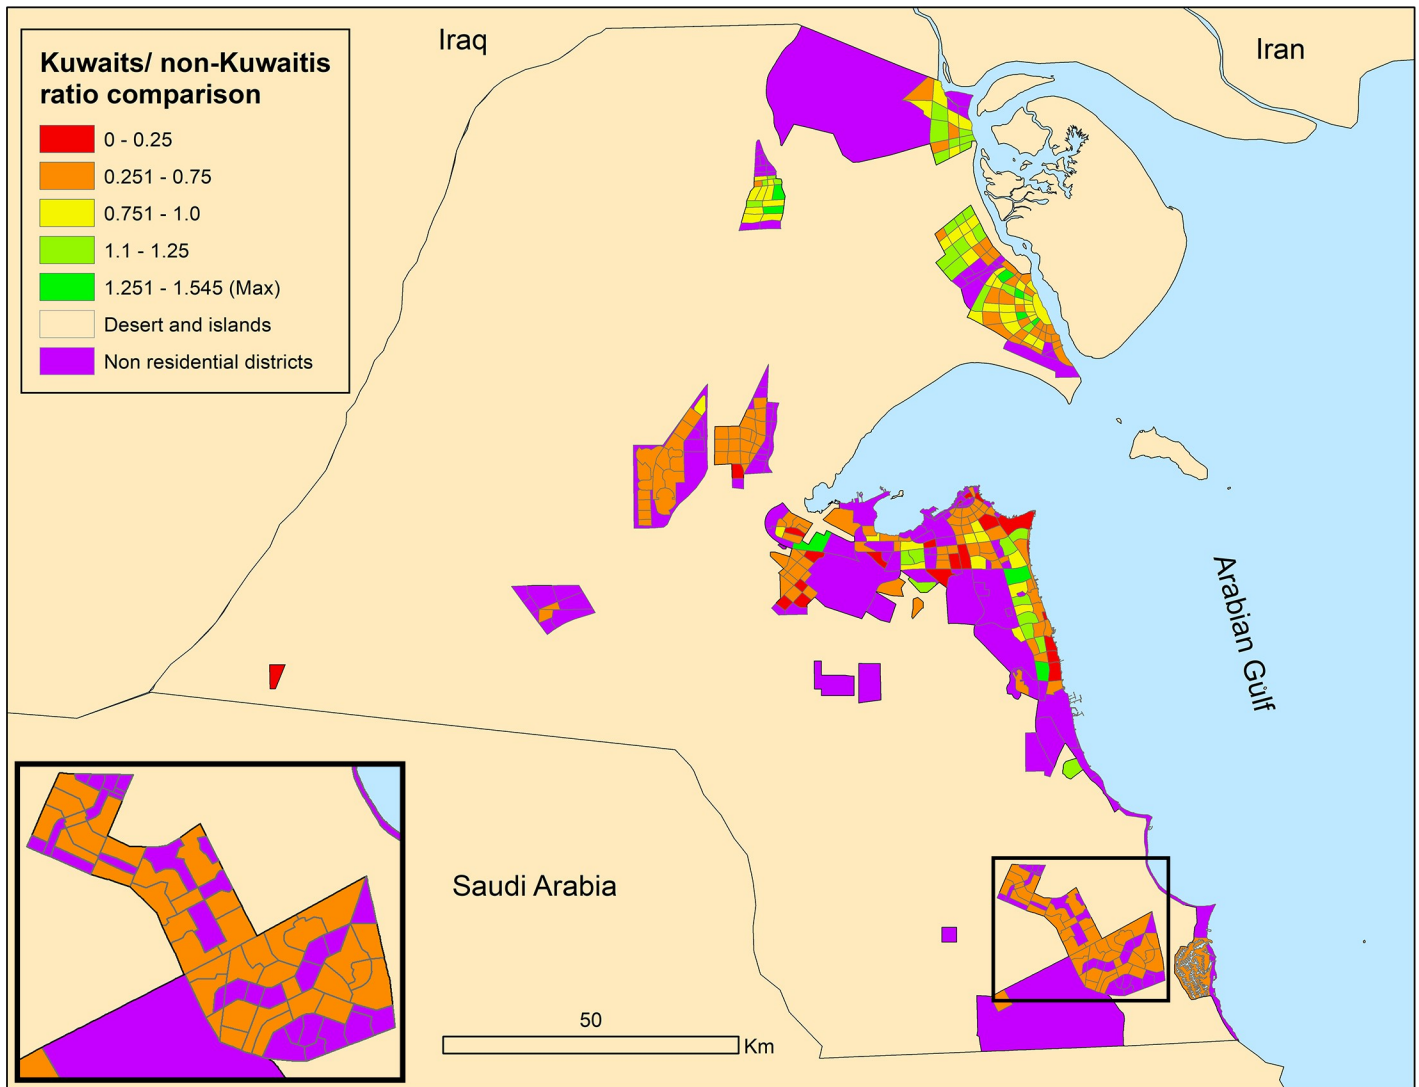 Iraq
Iran
Kuwaits/ non-Kuwaitis
ratio comparison
0 - 0.25
0.251 - 0.75
0.751 - 1.0
1.1 - 1.25
1.251 - 1.545 (Max)
Desert and islands
Non residential districts
Arabian Gulf
Saudi Arabia
50
Km